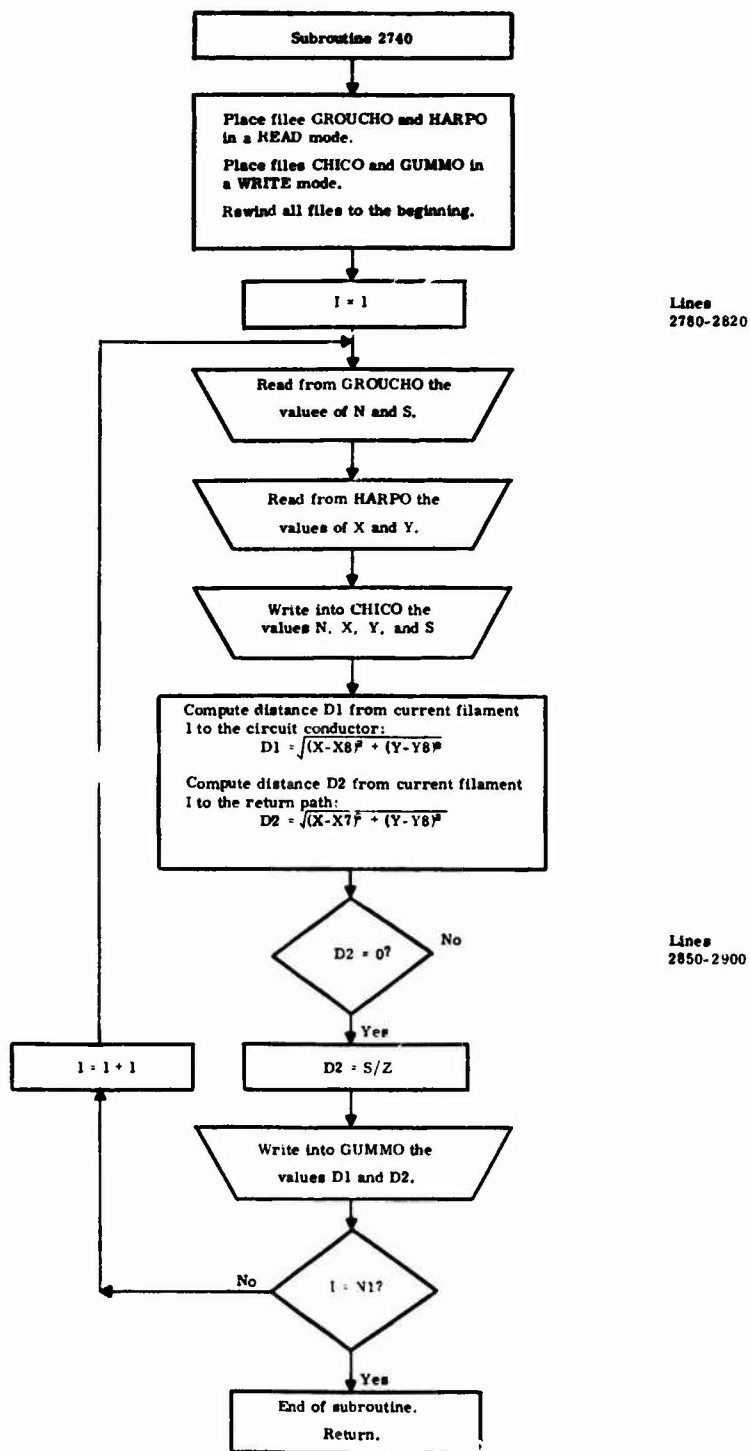 Subroutine 2740
Place filee GROUCHO and HARPO
in a READ mode.
Place files CHICO and GUMMO in
a WRITE mode.
Rewind all files to the beginning.
I = 1
Lines
2780-2820
Read from GROUCHO the
valuee of N and S.
Read from HARPO the
values of X and Y.
Write into CHICO the
values N, X, Y, and S
Compute distance D1 from current filament
I to the circuit conductor:
D1 = √(X-X8)² + (Y-Y8)²
Compute distance D2 from current filament
I to the return path:
D2 = √(X-X7)² + (Y-Y8)²
D2 = 0?
No
Lines
2850-2900
Yes
I = I + 1
D2 = S/Z
Write into GUMMO the
values D1 and D2.
No
I = N1?
Yes
End of subroutine.
Return.